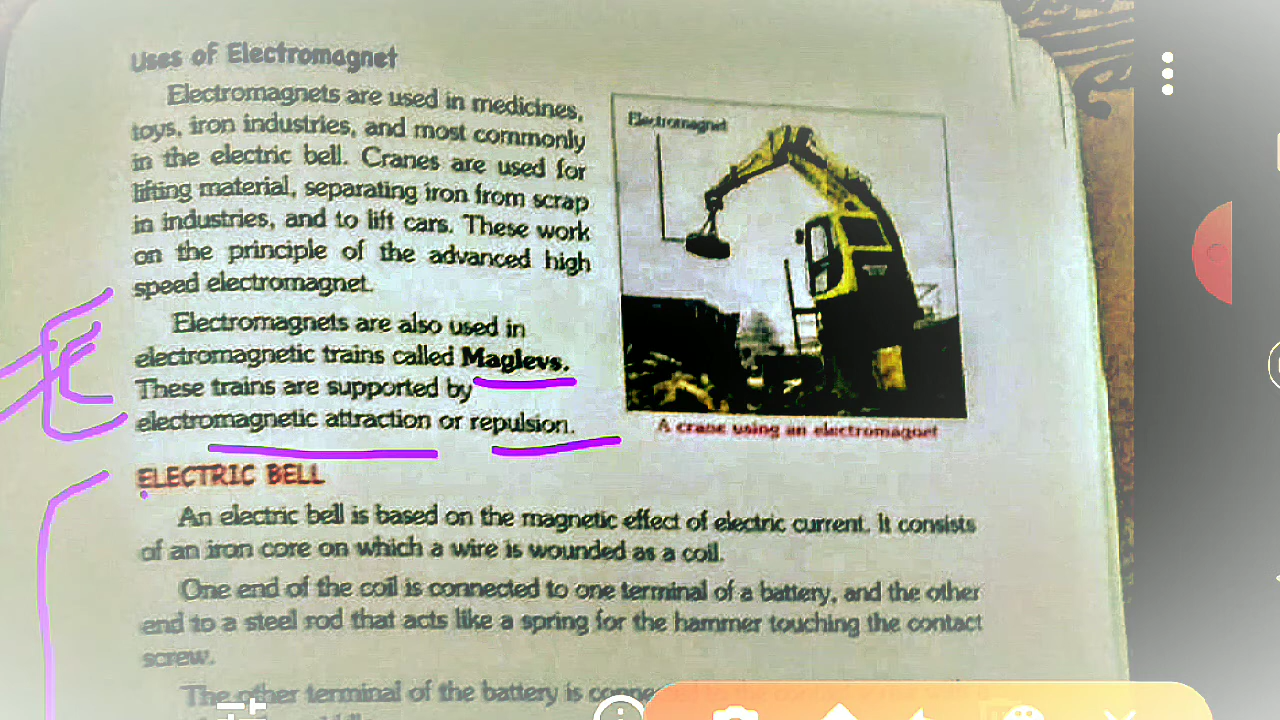 Uses of Electromagnet
Electromagnets are used in medicines,
toys, iron industries, and most commonly
in the electric bell. Cranes are used for
lifting material, separating iron from scrap
in industries, and to lift cars. These work
on the principle of the advanced high
speed electromagnet.
Electromagnets are also used in
electromagnetic trains called Maglevs.
These trains are supported by
electromagnetic attraction or repulsion.
Electromagnet
A crane using an electromagnet
ELECTRIC BELL
An electric bell is based on the magnetic effect of electric current. It consists
of an iron core on which a wire is wounded as a coil.
One end of the coil is connected to one terminal of a battery, and the other
end to a steel rod that acts like a spring for the hammer touching the contact
screw.
The other terminal of the battery is